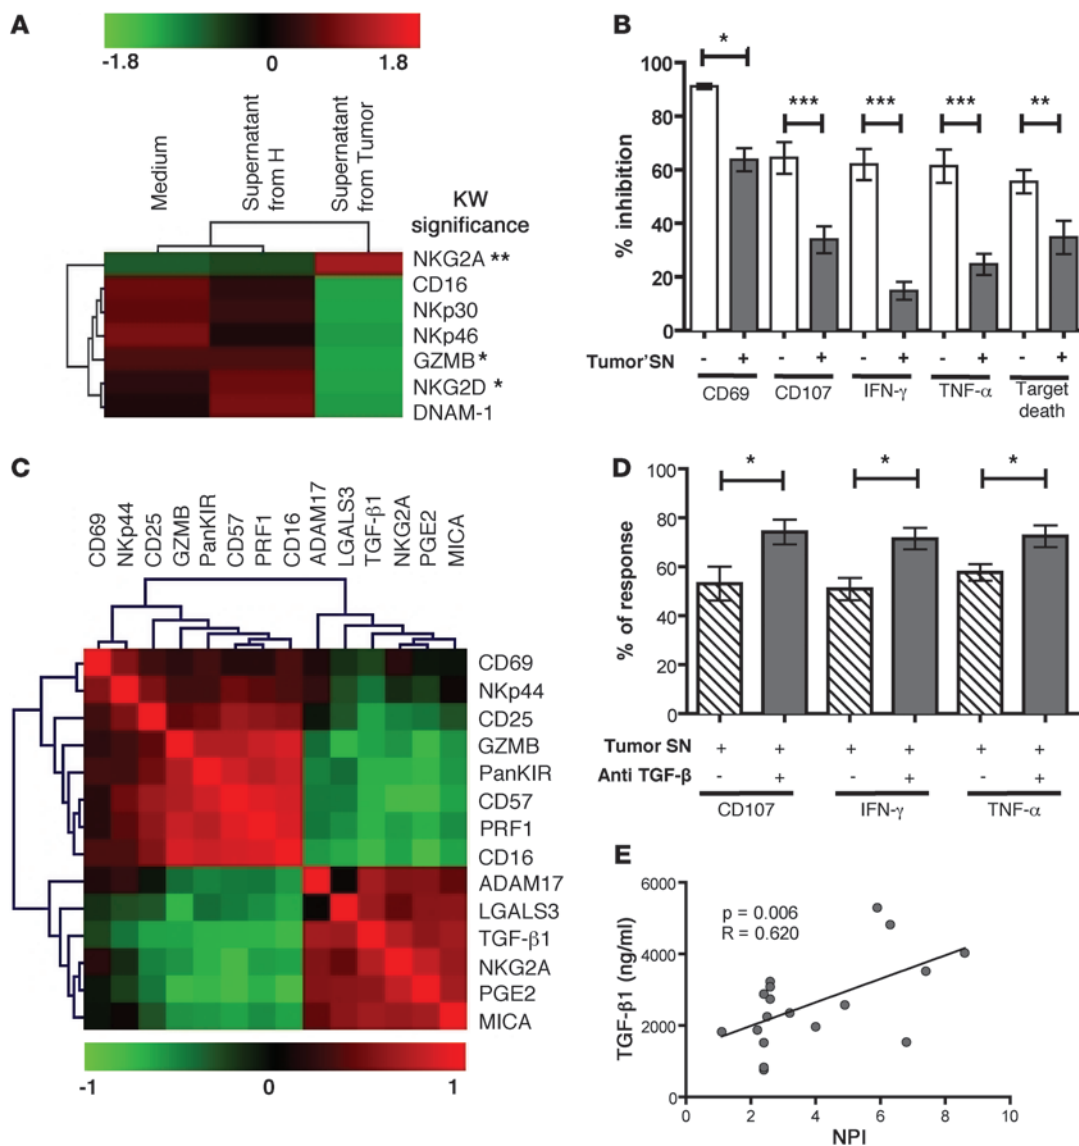 A
-1.8 0 1.8
Medium
Supernatant
from H
Supernatant
from Tumor
KW
significance
NKG2A **
CD16
NKp30
NKp46
GZMB *
NKG2D *
DNAM-1
B
% inhibition
100
80
60
40
20
0
* *** *** *** **
Tumor'SN - + - + - + - + - +
CD69 CD107 IFN-γ TNF-α Target
death
C
CD69 NKp44 CD25 GZMB PanKIR CD57 PRF1 CD16 ADAM17 LGALS3 TGF-β1 NKG2A PGE2 MICA
CD69
NKp44
CD25
GZMB
PanKIR
CD57
PRF1
CD16
ADAM17
LGALS3
TGF-β1
NKG2A
PGE2
MICA
-1 0 1
D
% of response
100
80
60
40
20
0
* * *
Tumor SN + + + + + +
Anti TGF-β - + - + - +
CD107 IFN-γ TNF-α
E
TGF-β1 (ng/ml)
6000
4000
2000
0
p = 0.006
R = 0.620
0 2 4 6 8 10
NPI